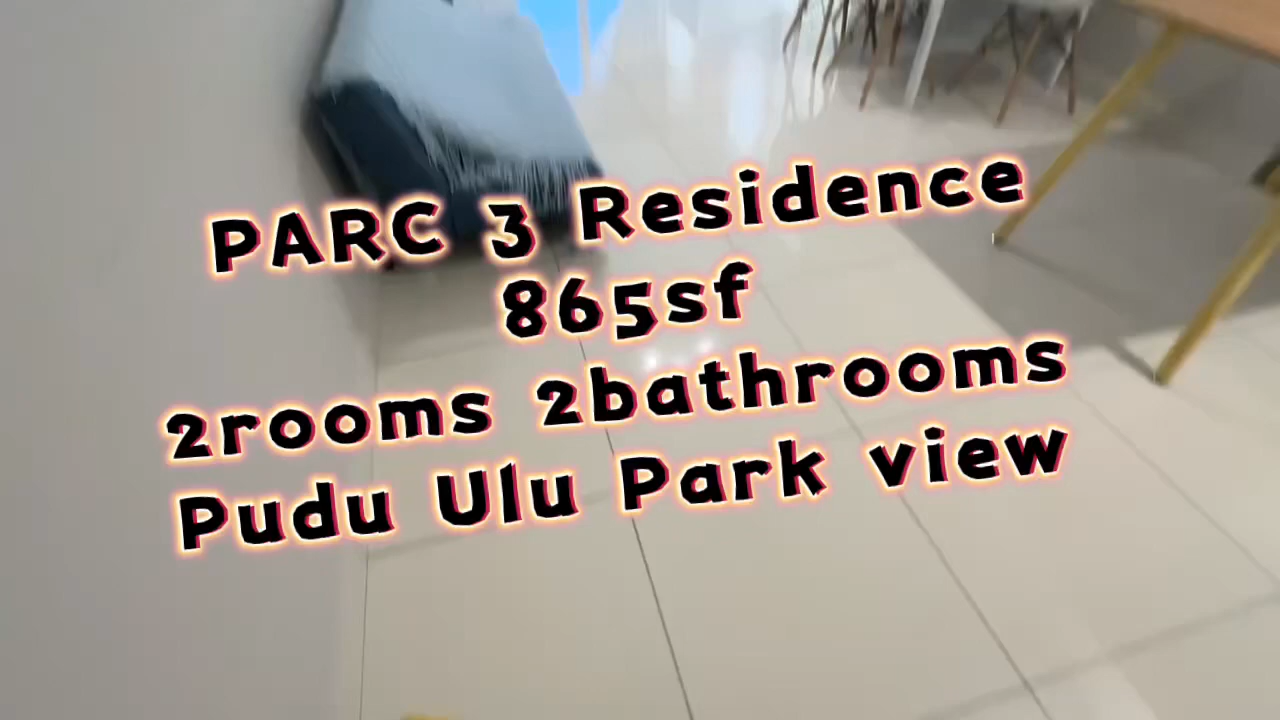 PARC 3 Residence
865sf
2rooms 2bathrooms
Pudu Ulu Park view